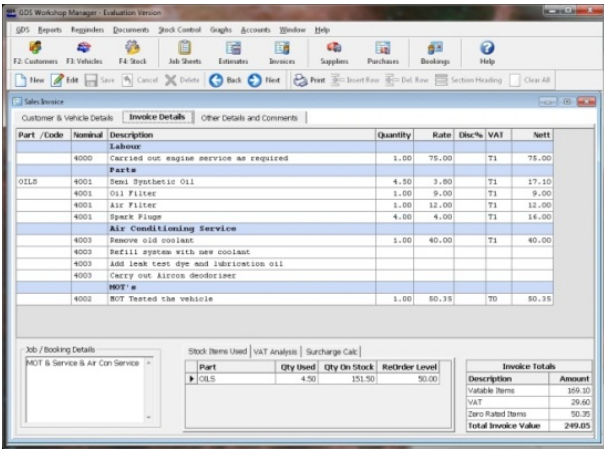 GDS Workshop Manager - Evaluation Version
GDS Reports Reminders Documents Stock Control Graphs Accounts Window Help
F2: Customers F3: Vehicles F4: Stock Job Sheets Estimates Invoices Suppliers Purchases Bookings Help
New Edit Save Cancel Delete Back Next Print Insert Row Del. Row Section Heading Clear All
Sales Invoice
Customer & Vehicle Details Invoice Details Other Details and Comments
Part /Code Nominal Description Quantity Rate Disc% VAT Nett
Labour
4000 Carried out engine service as required 1.00 75.00 T1 75.00
Parts
OILS 4001 Semi Synthetic Oil 4.50 3.80 T1 17.10
4001 Oil Filter 1.00 9.00 T1 9.00
4001 Air Filter 1.00 12.00 T1 12.00
4001 Spark Plugs 4.00 4.00 T1 16.00
Air Conditioning Service
4003 Remove old coolant 1.00 40.00 T1 40.00
4003 Refill system with new coolant
4003 Add leak test dye and lubrication oil
4003 Carry out Aircon deodoriser
MOT's
4002 MOT Tested the vehicle 1.00 50.35 T0 50.35
Job / Booking Details
MOT & Service & Air Con Service
Stock Items Used VAT Analysis Surcharge Calc
Part Qty Used Qty On Stock ReOrder Level
OILS 4.50 151.50 50.00
Invoice Totals
Description Amount
Vatable Items 169.10
VAT 29.60
Zero Rated Items 50.35
Total Invoice Value 249.05